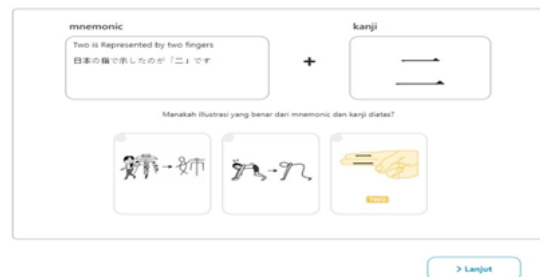 mnemonic
kanji
Two is Represented by two fingers
日本の指で示したのが「二」です
+
二
Manakah illustrasi yang benar dari mnemonic dan kanji diatas?
TWO
> Lanjut